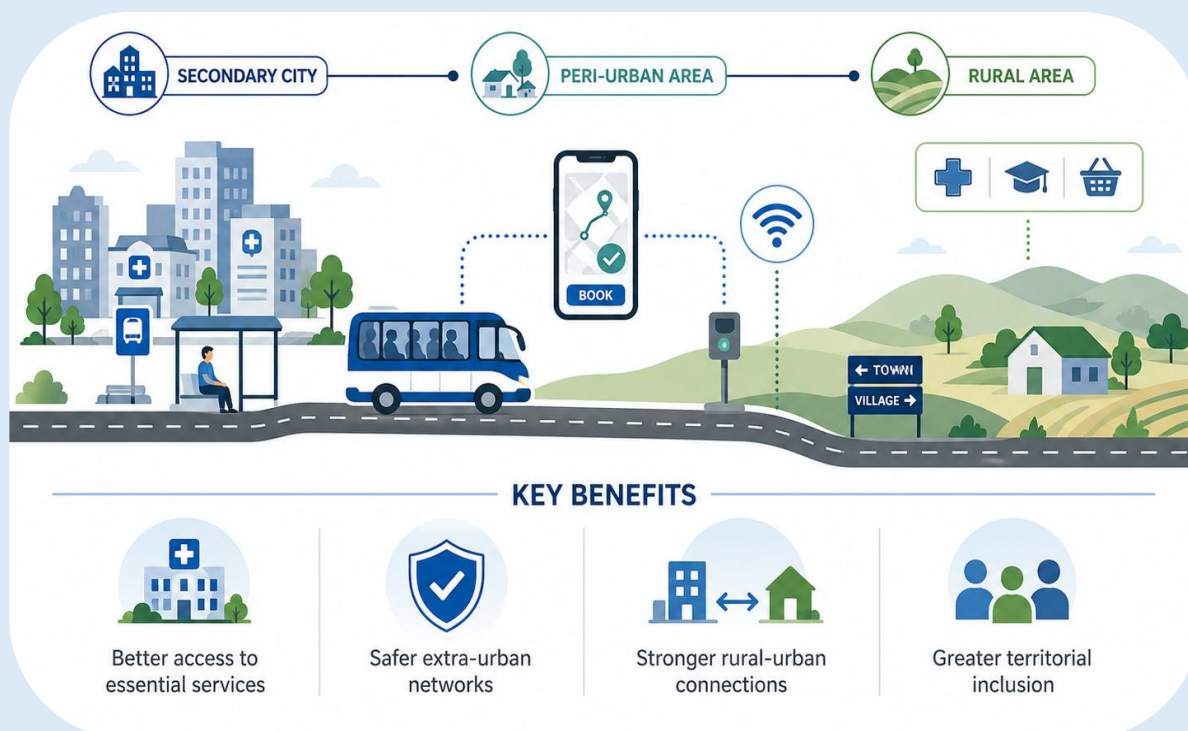 SECONDARY CITY
PERI-URBAN AREA
RURAL AREA
BOOK
← TOWN
VILLAGE →
KEY BENEFITS
Better access to
essential services
Safer extra-urban
networks
Stronger rural-urban
connections
Greater territorial
inclusion